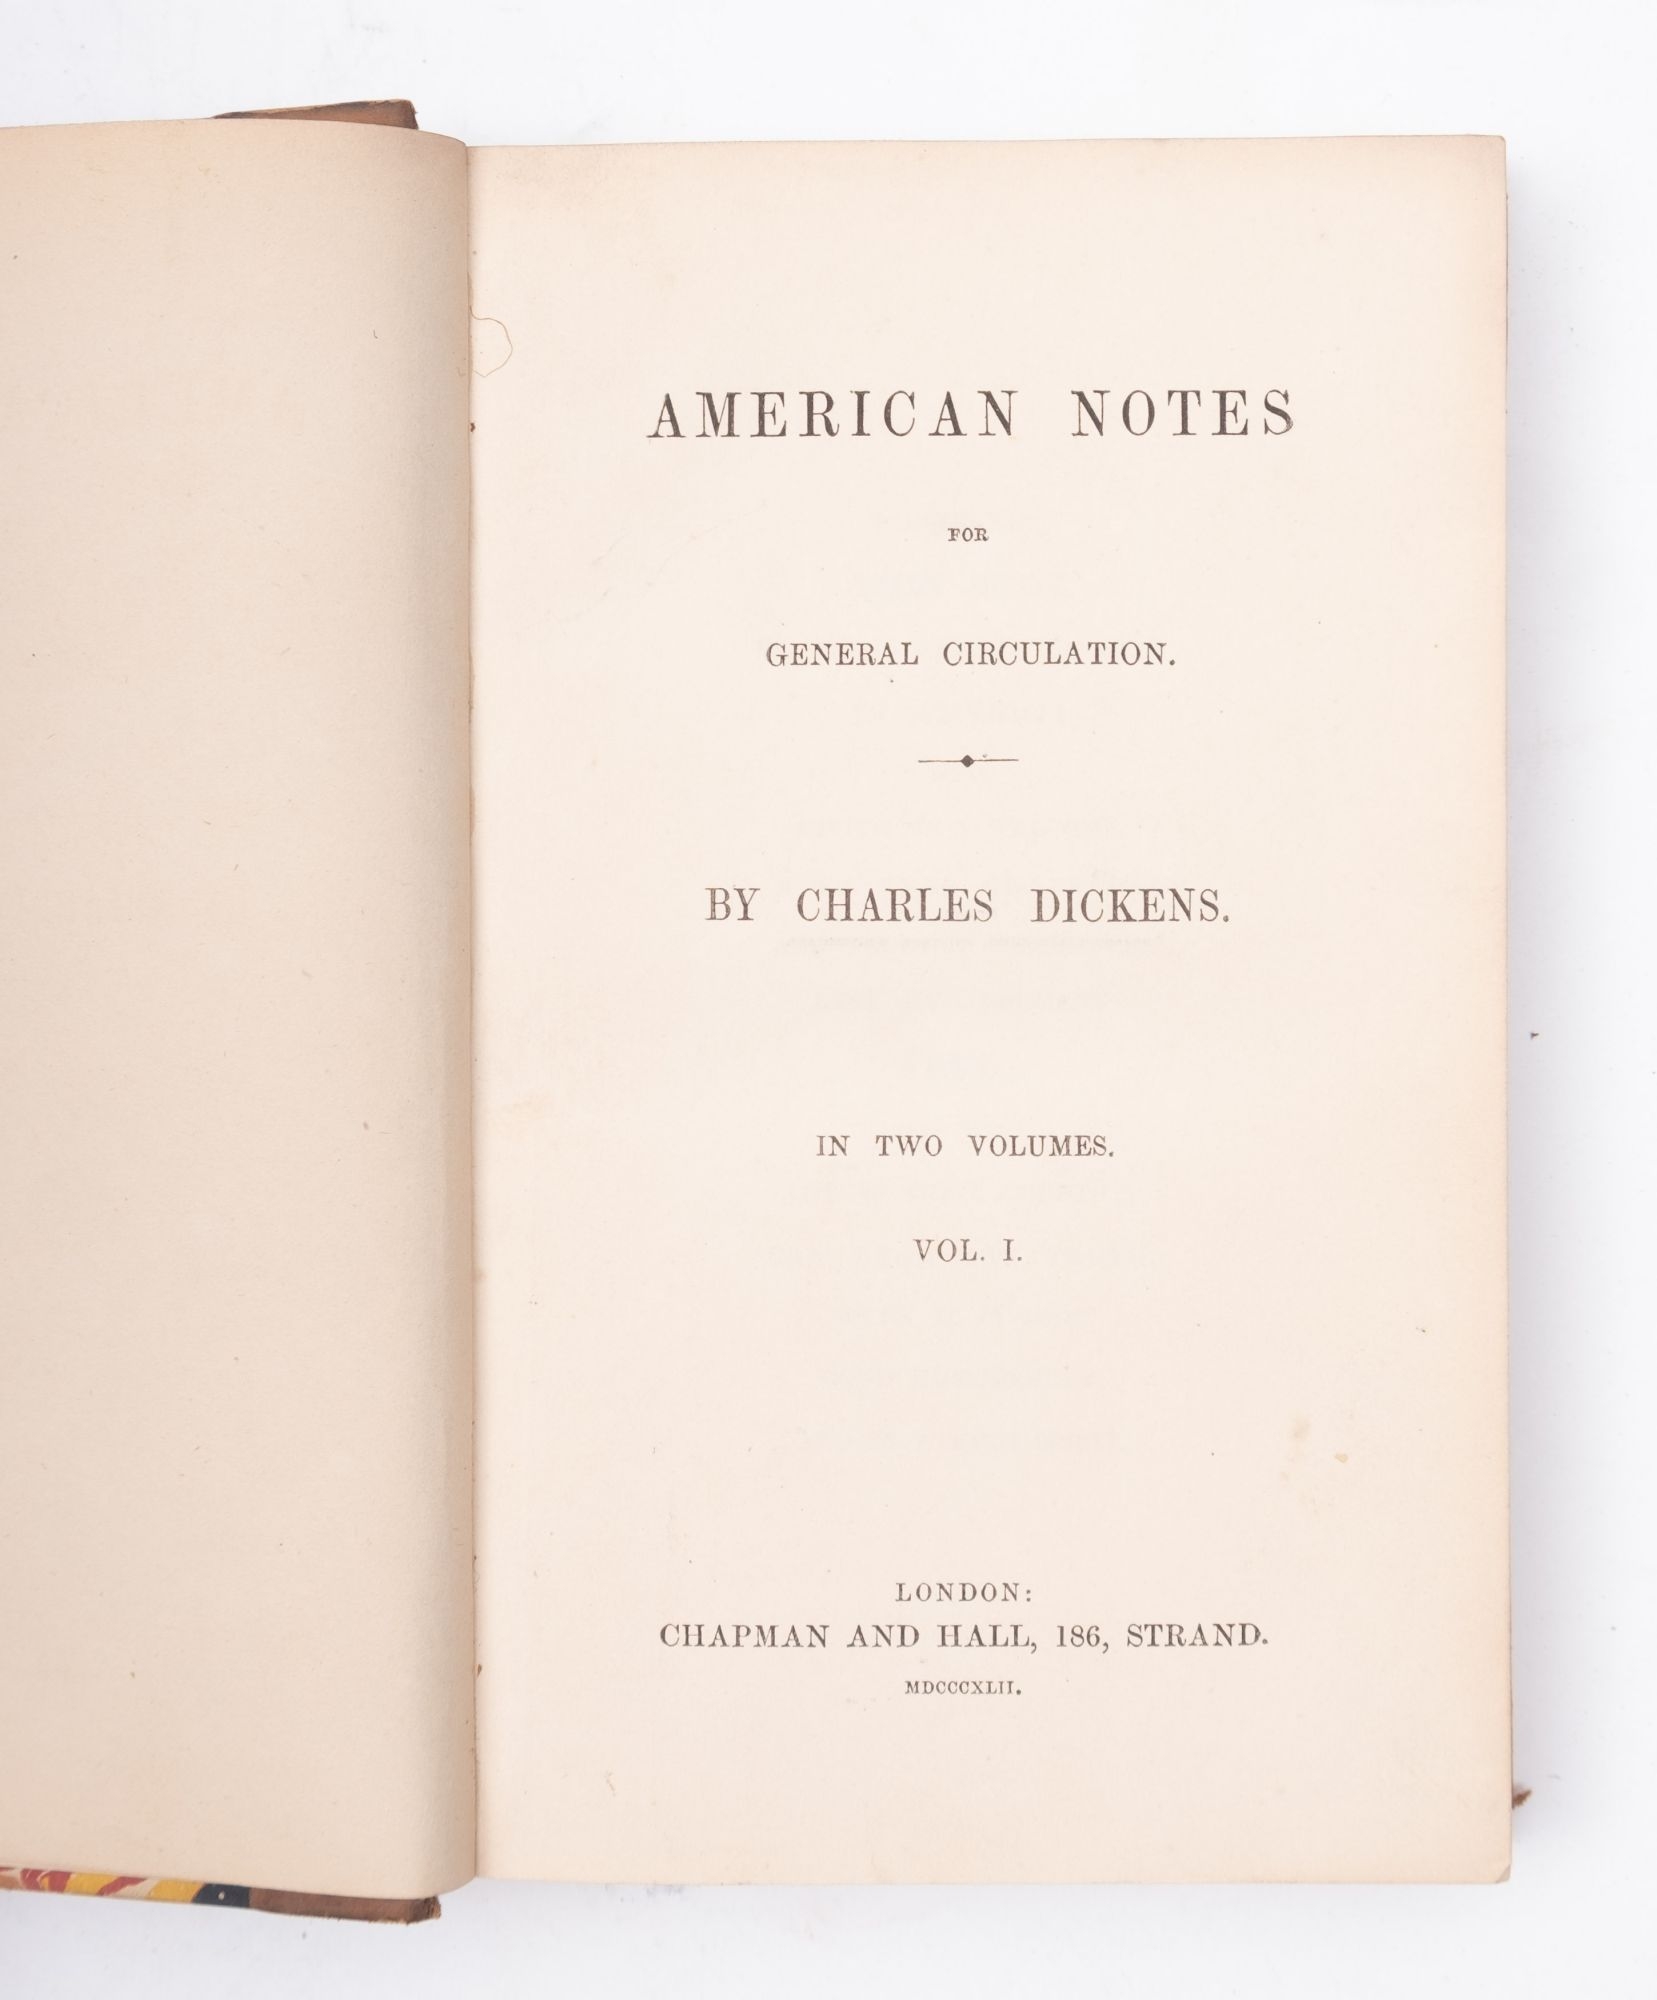 AMERICAN NOTES
FOR
GENERAL CIRCULATION.
BY CHARLES DICKENS.
IN TWO VOLUMES.
VOL. I.
LONDON:
CHAPMAN AND HALL, 186, STRAND.
MDCCCXLII.